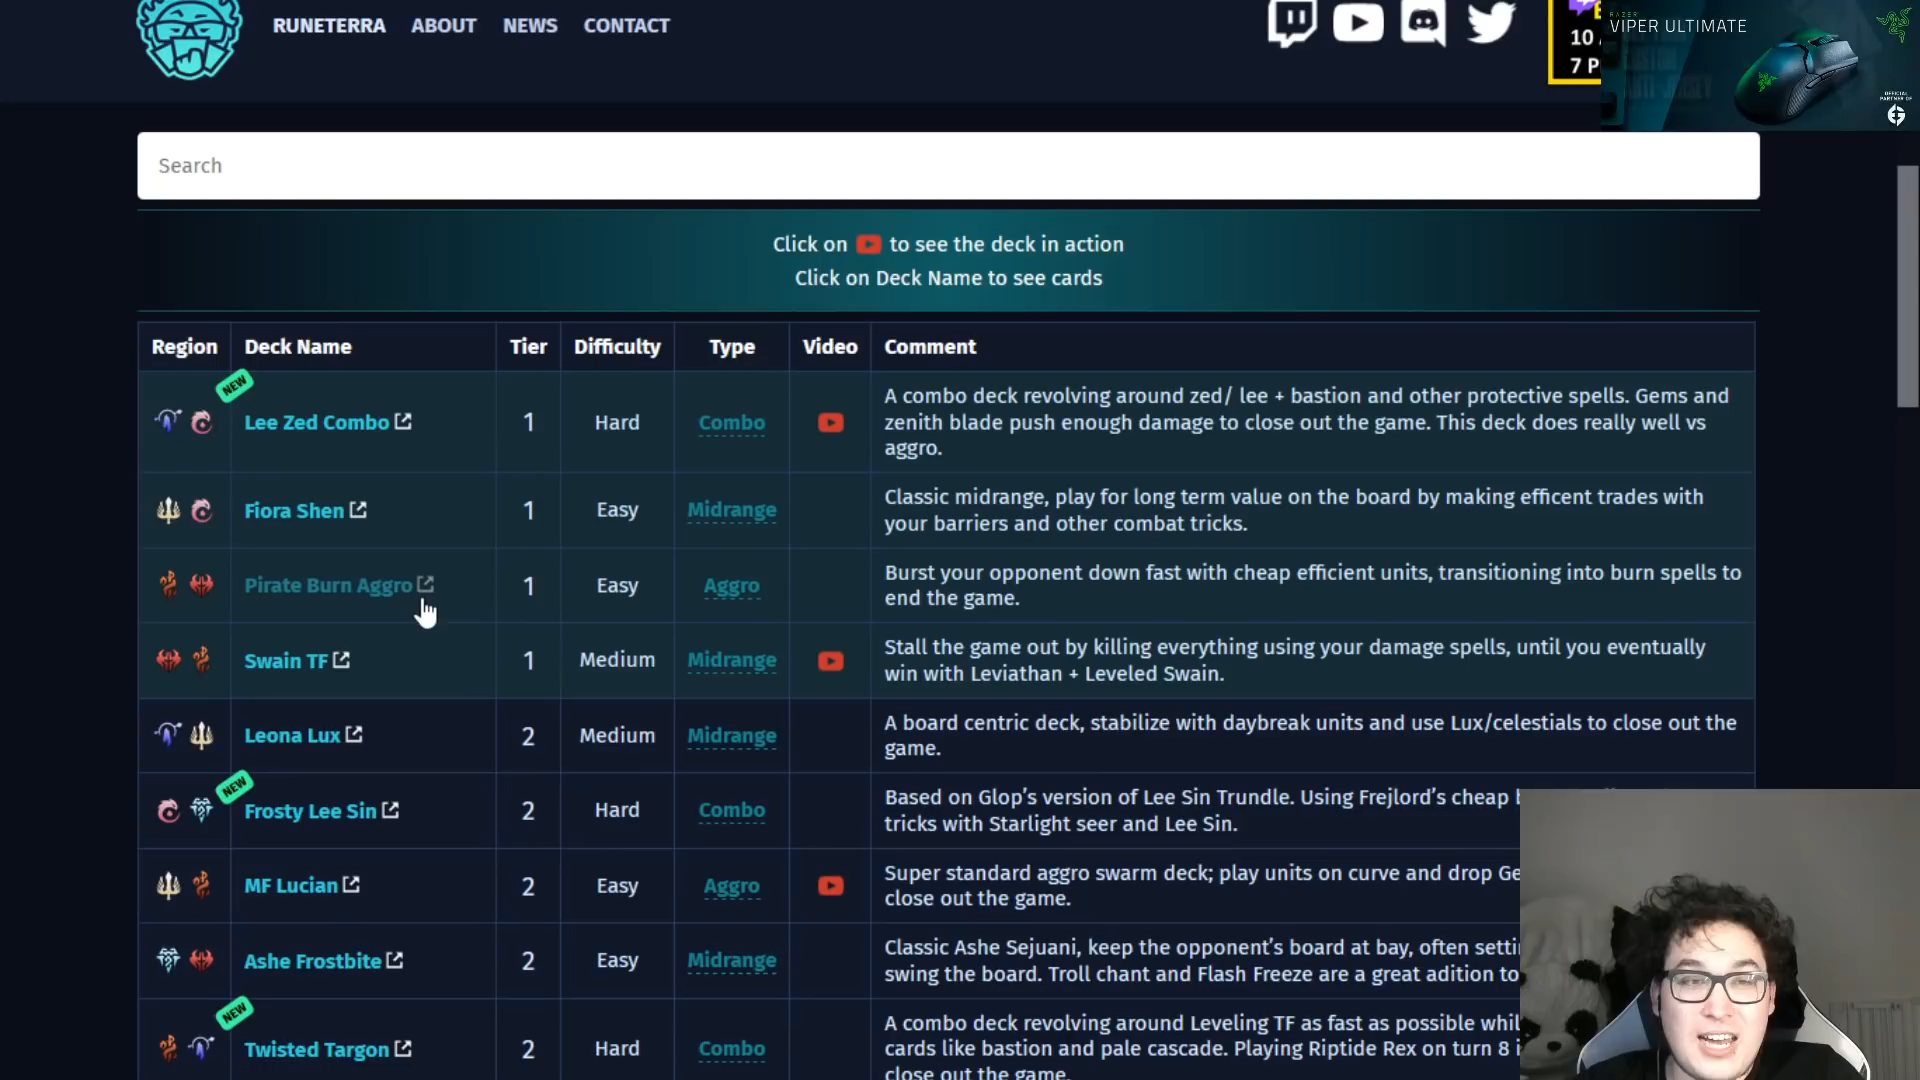 RUNETERRA ABOUT NEWS CONTACT
10
7 P
RAZER
VIPER ULTIMATE
OFFICIAL
PARTNER OF
Search
Click on to see the deck in action
Click on Deck Name to see cards
Region Deck Name Tier Difficulty Type Video Comment
NEW
Lee Zed Combo 1 Hard Combo
A combo deck revolving around zed/ lee + bastion and other protective spells. Gems and
zenith blade push enough damage to close out the game. This deck does really well vs
aggro.
Fiora Shen 1 Easy Midrange
Classic midrange, play for long term value on the board by making efficent trades with
your barriers and other combat tricks.
Pirate Burn Aggro 1 Easy Aggro
Burst your opponent down fast with cheap efficient units, transitioning into burn spells to
end the game.
Swain TF 1 Medium Midrange
Stall the game out by killing everything using your damage spells, until you eventually
win with Leviathan + Leveled Swain.
Leona Lux 2 Medium Midrange
A board centric deck, stabilize with daybreak units and use Lux/celestials to close out the
game.
NEW
Frosty Lee Sin 2 Hard Combo
Based on Glop's version of Lee Sin Trundle. Using Frejlord's cheap b
tricks with Starlight seer and Lee Sin.
MF Lucian 2 Easy Aggro
Super standard aggro swarm deck; play units on curve and drop Ge
close out the game.
Ashe Frostbite 2 Easy Midrange
Classic Ashe Sejuani, keep the opponent's board at bay, often setti
swing the board. Troll chant and Flash Freeze are a great adition to
NEW
Twisted Targon 2 Hard Combo
A combo deck revolving around Leveling TF as fast as possible whil
cards like bastion and pale cascade. Playing Riptide Rex on turn 8 i
close out the game.